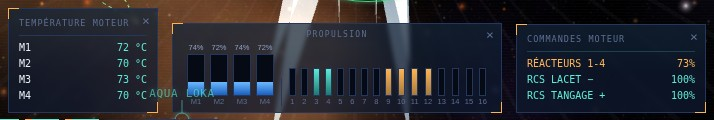 TEMPÉRATURE MOTEUR ×
M1 72 °C
M2 70 °C
M3 73 °C
M4 70 °C
PROPULSION ×
74% 72% 74% 72%
M1 M2 M3 M4 1 2 3 4 5 6 7 8 9 10 11 12 13 14 15 16
AQUA LOKA
COMMANDES MOTEUR ×
RÉACTEURS 1-4 73%
RCS LACET − 100%
RCS TANGAGE + 100%